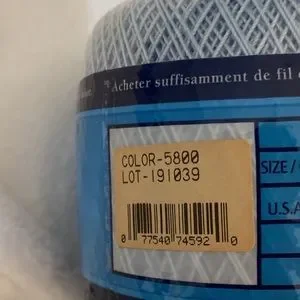 *Acheter suffisamment de fil
COLOR-5800
LOT-191039
SIZE /
U.S.A
0 77540 74592 0